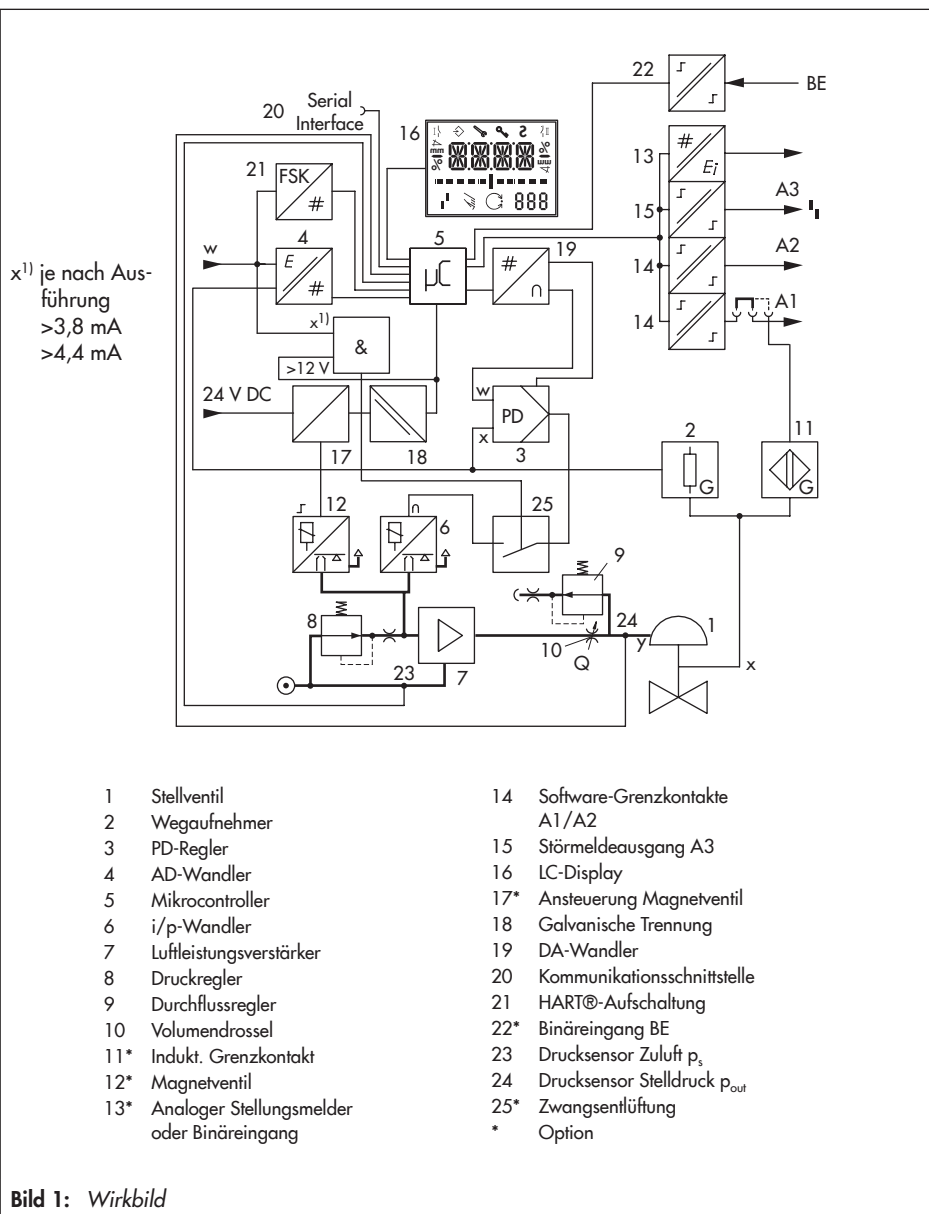 22
BE
20 Serial
Interface
16
mm
%
%
mm
888
13
#
Ei
21 FSK
#
15
A3
w
4
E
#
5
µC
19
#
∩
14
A2
x1) je nach Aus-
führung
>3,8 mA
>4,4 mA
14
A1
x1)
&
>12 V
24 V DC
w
PD
x
3
2
G
11
G
17
18
12
∩
6
25
9
8
24
1
10
Q
y
x
23
7
1 Stellventil
2 Wegaufnehmer
3 PD-Regler
4 AD-Wandler
5 Mikrocontroller
6 i/p-Wandler
7 Luftleistungsverstärker
8 Druckregler
9 Durchflussregler
10 Volumendrossel
11* Indukt. Grenzkontakt
12* Magnetventil
13* Analoger Stellungsmelder
oder Binäreingang
14 Software-Grenzkontakte
A1/A2
15 Störmeldeausgang A3
16 LC-Display
17* Ansteuerung Magnetventil
18 Galvanische Trennung
19 DA-Wandler
20 Kommunikationsschnittstelle
21 HART®-Aufschaltung
22* Binäreingang BE
23 Drucksensor Zuluft ps
24 Drucksensor Stelldruck pout
25* Zwangsentlüftung
* Option
Bild 1: Wirkbild